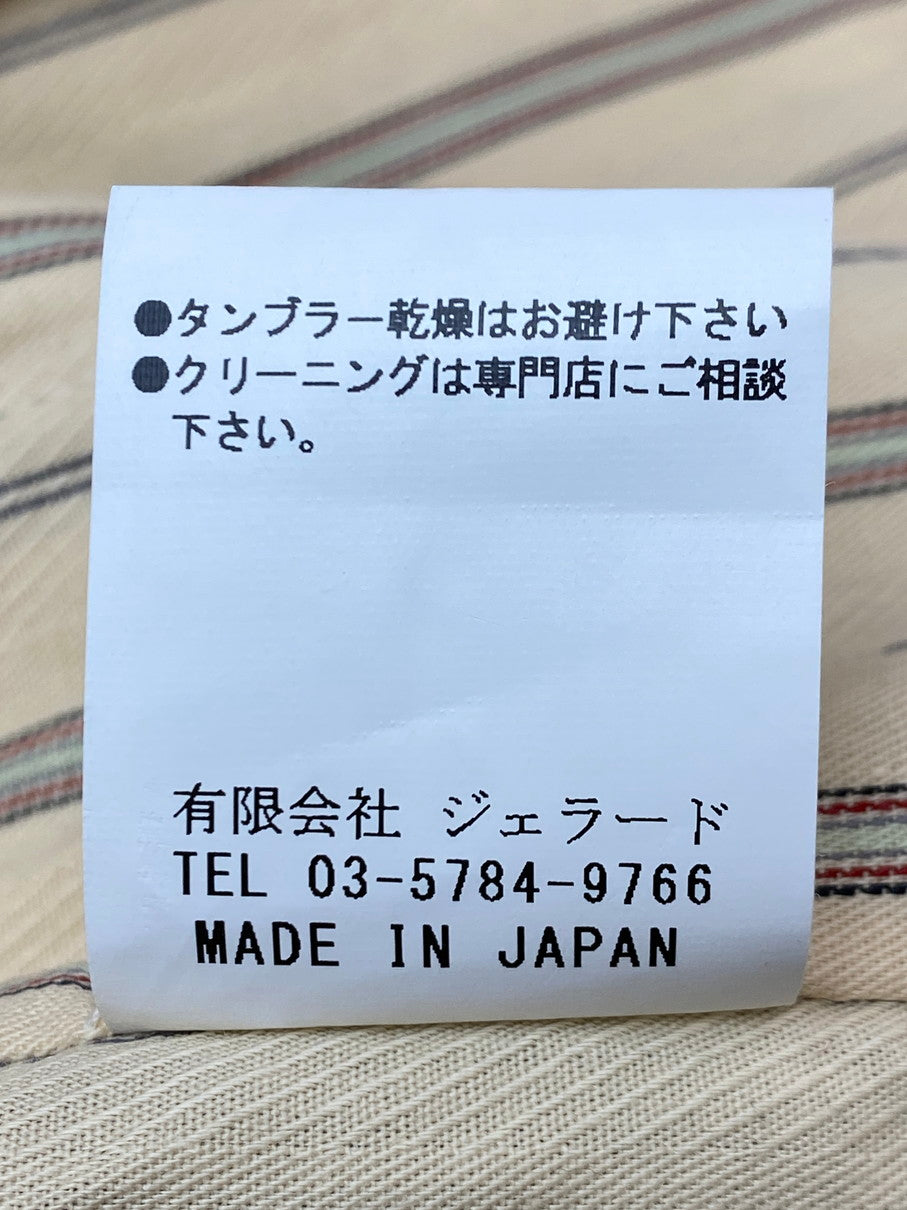 ●タンブラー乾燥はお避け下さい
●クリーニングは専門店にご相談
下さい。
有限会社 ジェラード
TEL 03-5784-9766
MADE IN JAPAN